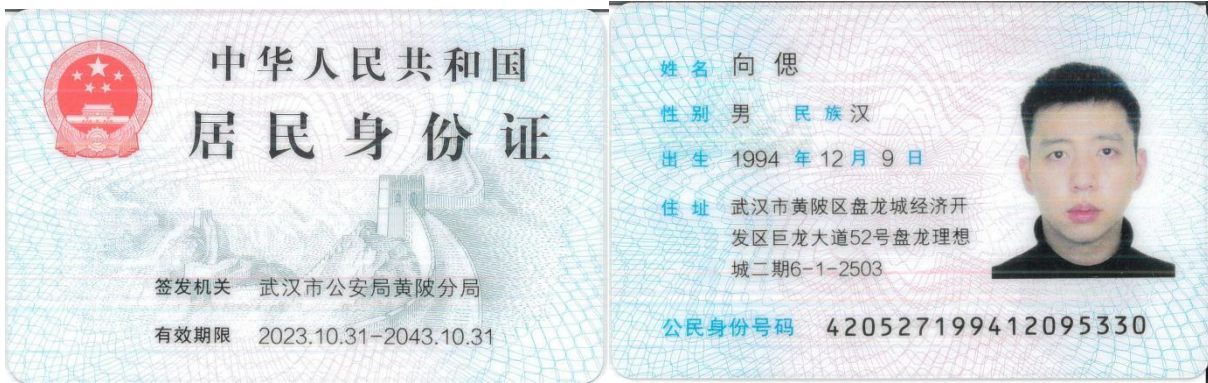 中华人民共和国
居民身份证
签发机关 武汉市公安局黄陂分局
有效期限 2023.10.31-2043.10.31
姓名 向偲
性别 男 民族 汉
出生 1994 年 12 月 9 日
住址 武汉市黄陂区盘龙城经济开
发区巨龙大道52号盘龙理想
城二期6-1-2503
公民身份号码 420527199412095330